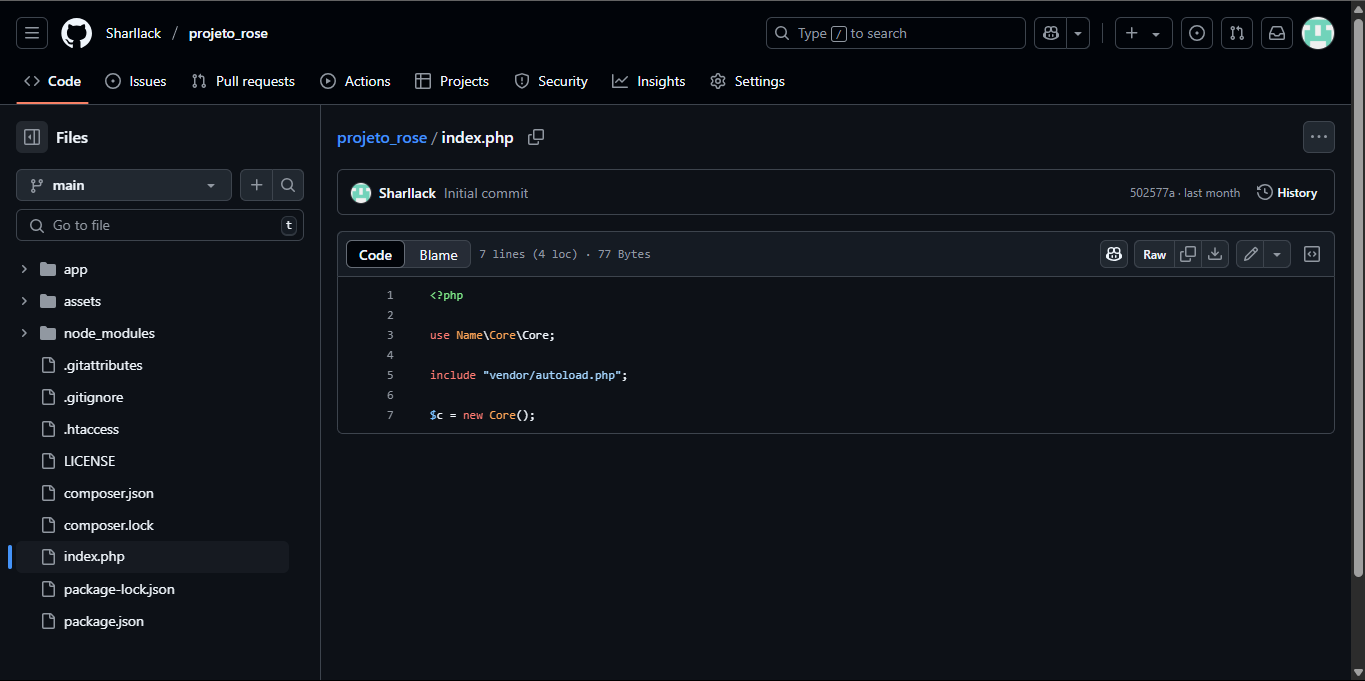 Sharllack / projeto_rose
Type / to search
Code
Issues
Pull requests
Actions
Projects
Security
Insights
Settings
Files
main
Go to file
t
app
assets
node_modules
.gitattributes
.gitignore
.htaccess
LICENSE
composer.json
composer.lock
index.php
package-lock.json
package.json
projeto_rose / index.php
Sharllack Initial commit
502577a · last month
History
Code
Blame
7 lines (4 loc) · 77 Bytes
Raw
1 <?php
2
3 use Name\Core\Core;
4
5 include "vendor/autoload.php";
6
7 $c = new Core();